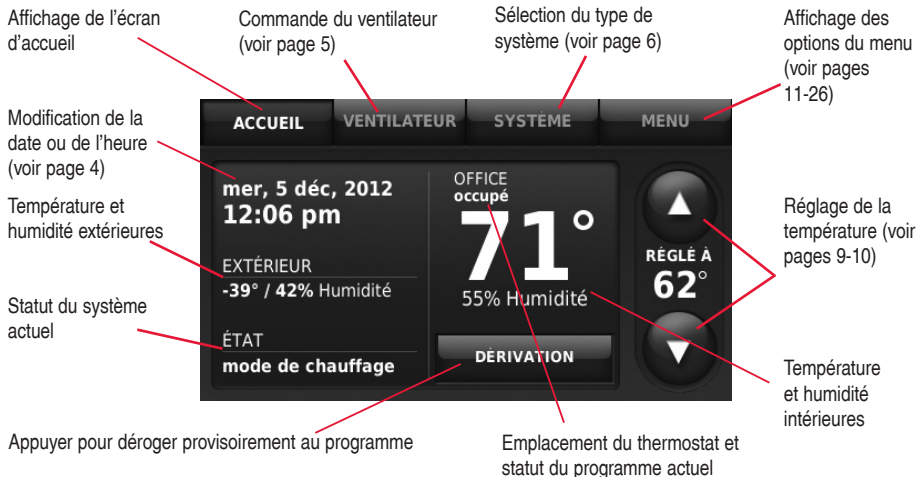 Affichage de l'écran
d'accueil
Commande du ventilateur
(voir page 5)
Sélection du type de
système (voir page 6)
Affichage des
options du menu
(voir pages
11-26)
Modification de la
date ou de l'heure
(voir page 4)
Température et
humidité extérieures
Statut du système
actuel
ACCUEIL
VENTILATEUR
SYSTÈME
MENU
mer, 5 déc, 2012
12:06 pm
EXTÉRIEUR
-39° / 42% Humidité
ÉTAT
mode de chauffage
OFFICE
occupé
71°
55% Humidité
DÉRIVATION
RÉGLÉ À
62°
Réglage de la
température (voir
pages 9-10)
Température
et humidité
intérieures
Appuyer pour déroger provisoirement au programme
Emplacement du thermostat et
statut du programme actuel